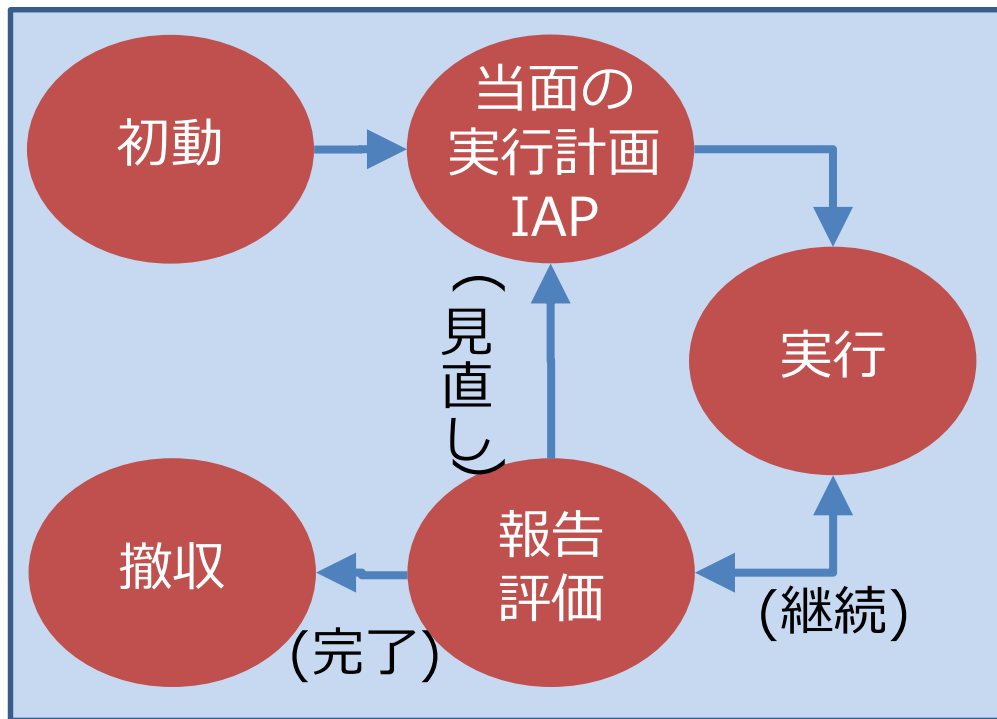 初動
当面の
実行計画
IAP
実行
(見直し)
報告
評価
(継続)
撤収
(完了)